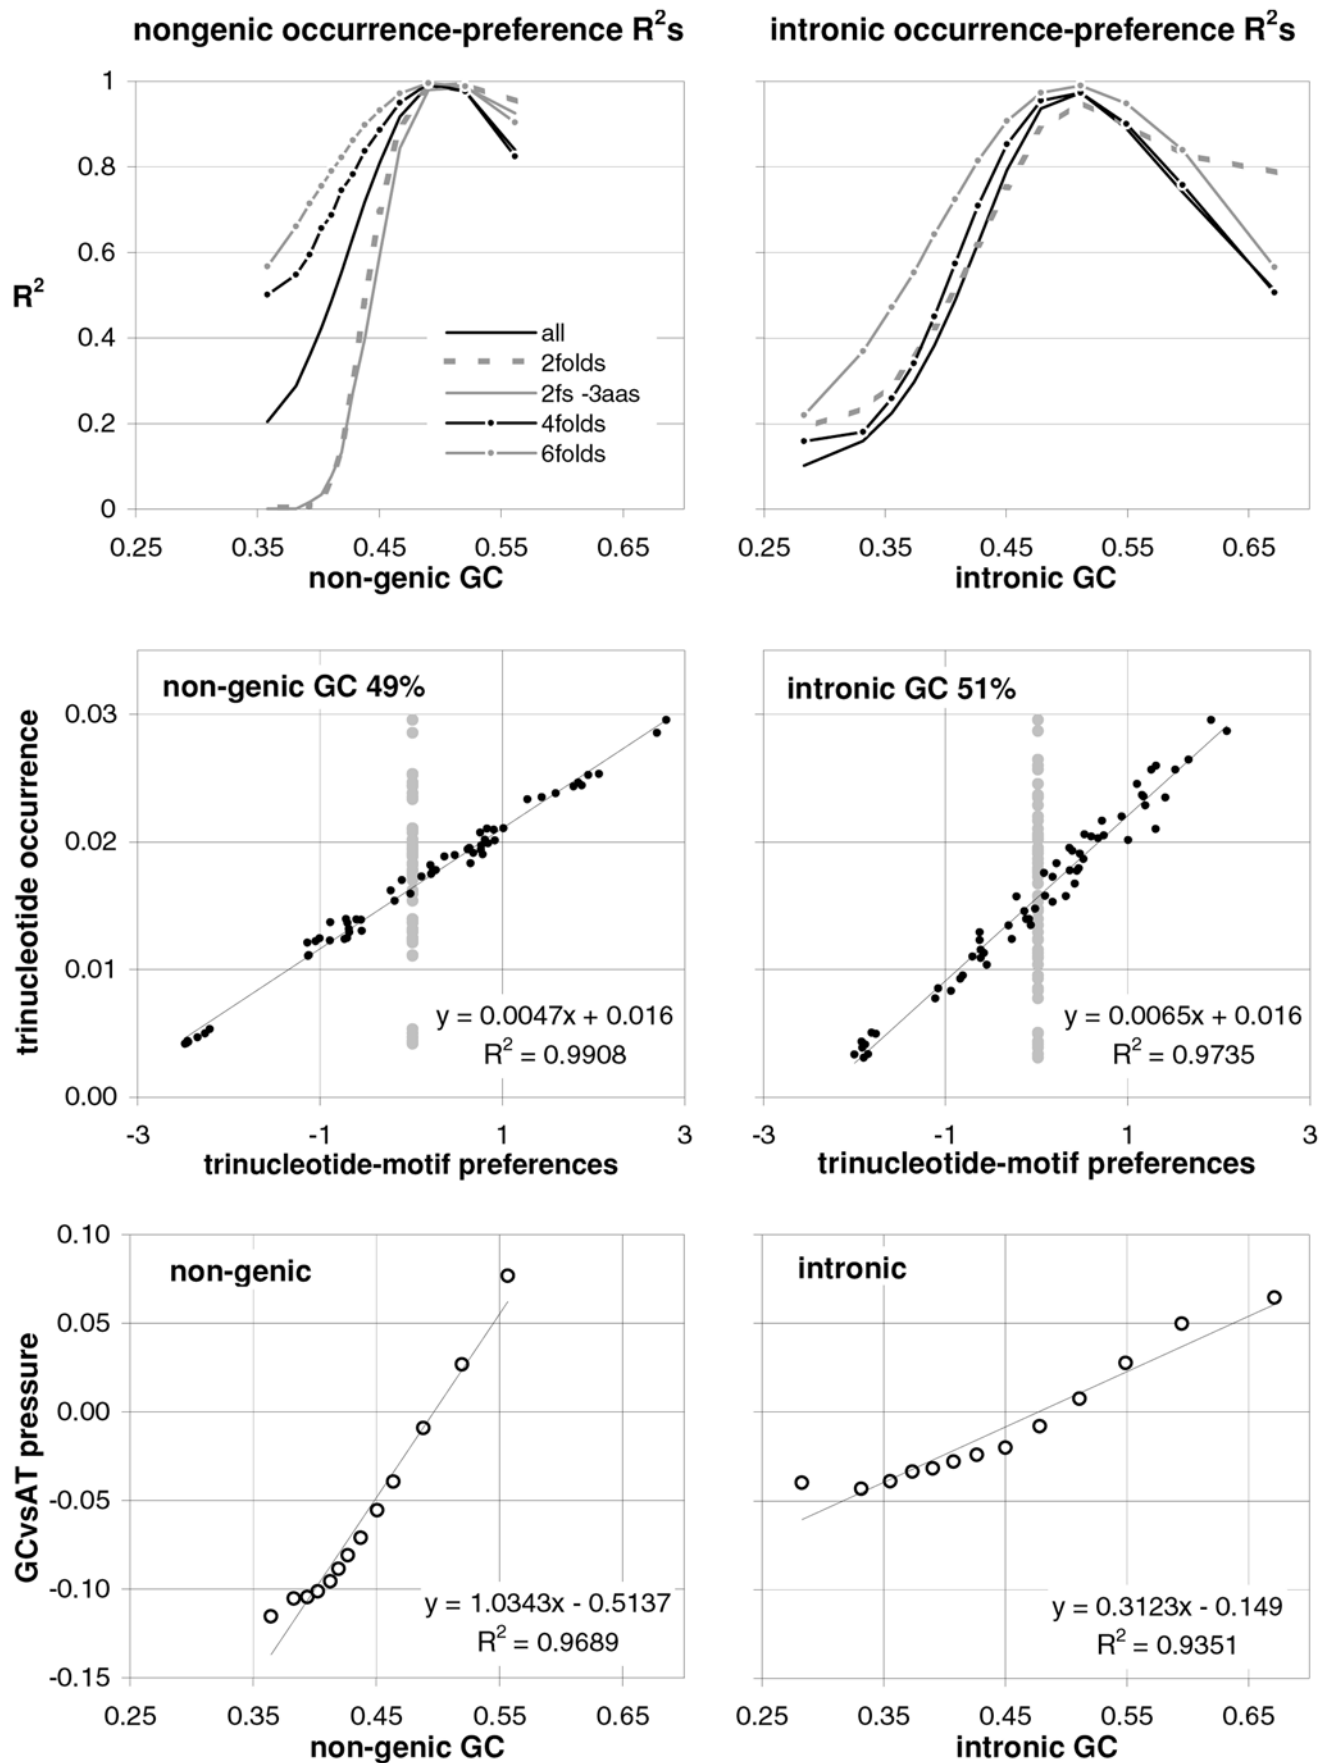 nongenic occurrence-preference R²s
intronic occurrence-preference R²s
1
0.8
0.6
0.4
0.2
0
R²
all
2folds
2fs -3aas
4folds
6folds
0.25 0.35 0.45 0.55 0.65
non-genic GC
0.25 0.35 0.45 0.55 0.65
intronic GC
trinucleotide occurrence
0.03
0.02
0.01
0.00
non-genic GC 49%
y = 0.0047x + 0.016
R² = 0.9908
-3 -1 1 3
trinucleotide-motif preferences
intronic GC 51%
y = 0.0065x + 0.016
R² = 0.9735
-3 -1 1 3
trinucleotide-motif preferences
GCvsAT pressure
0.10
0.05
0.00
-0.05
-0.10
-0.15
non-genic
y = 1.0343x - 0.5137
R² = 0.9689
0.25 0.35 0.45 0.55 0.65
non-genic GC
intronic
y = 0.3123x - 0.149
R² = 0.9351
0.25 0.35 0.45 0.55 0.65
intronic GC